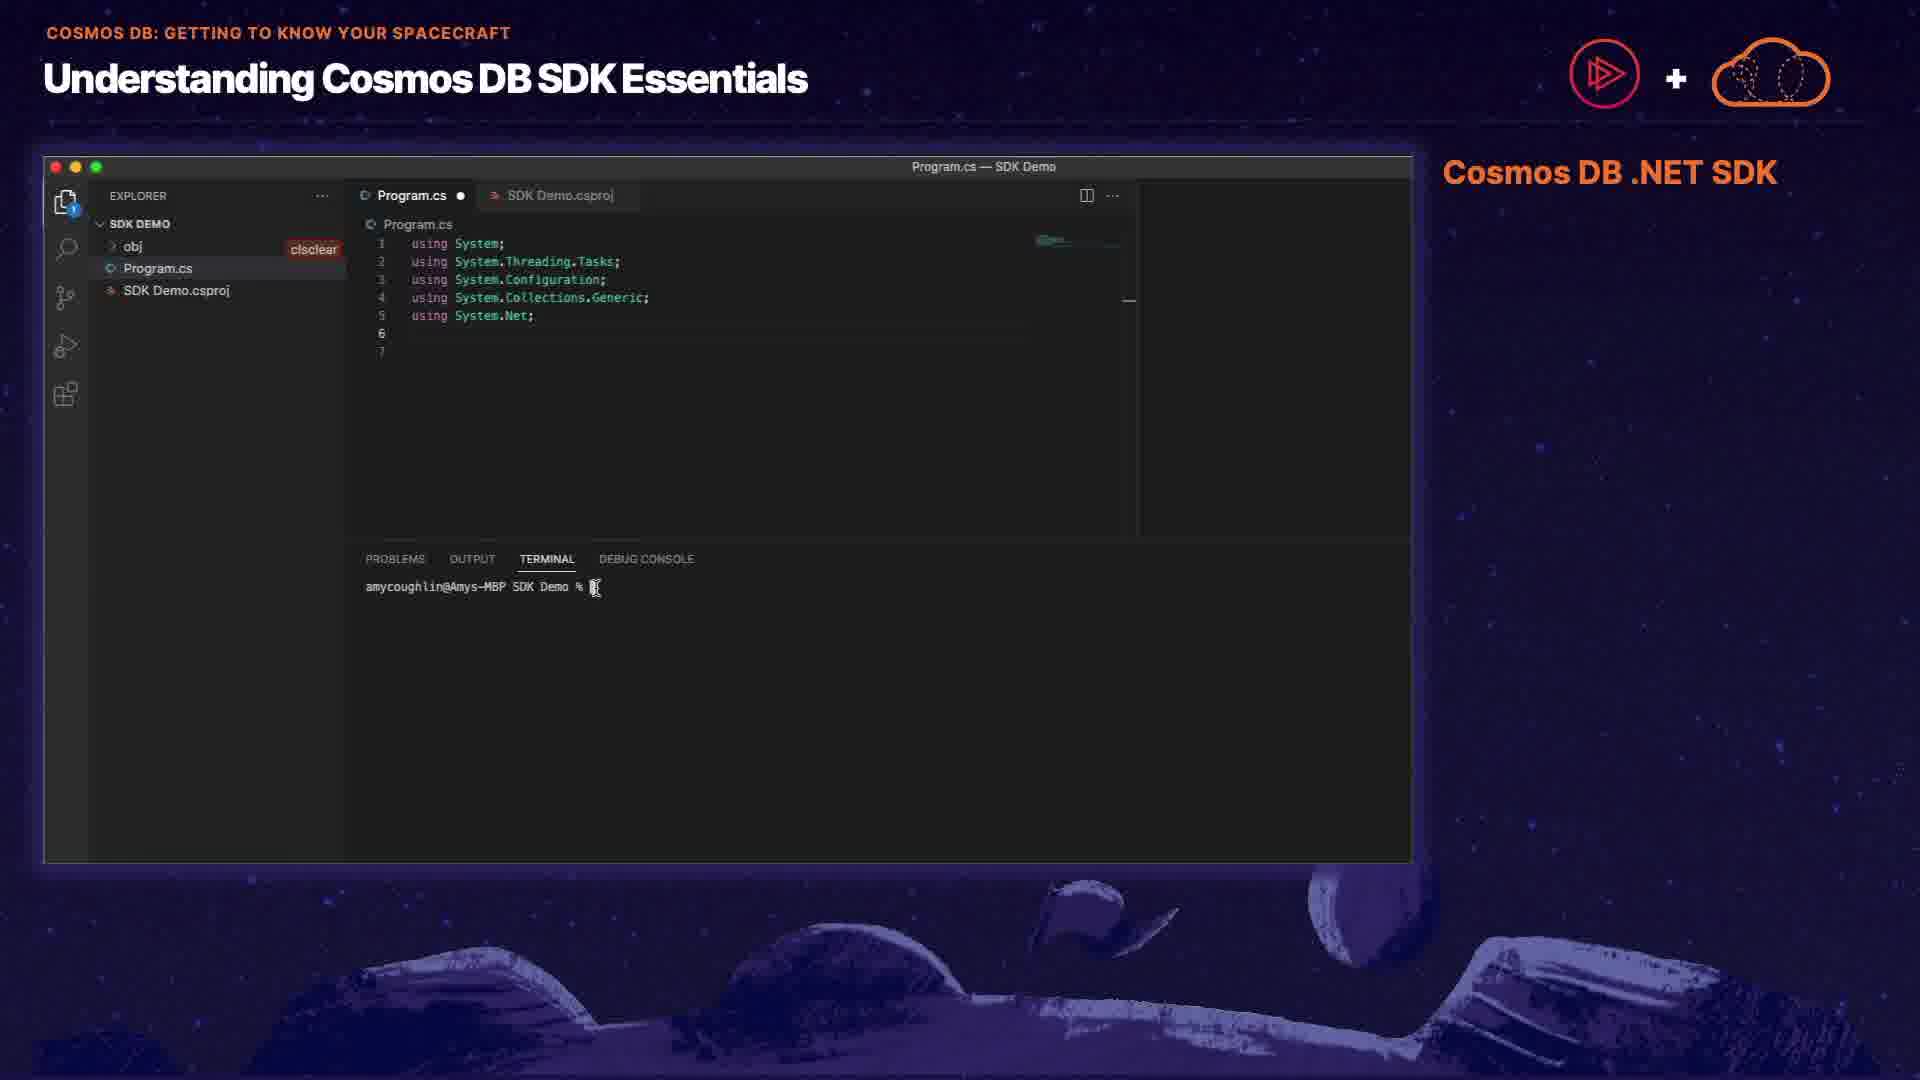 COSMOS DB: GETTING TO KNOW YOUR SPACECRAFT
Understanding Cosmos DB SDK Essentials
Cosmos DB .NET SDK
Program.cs — SDK Demo
EXPLORER
SDK DEMO
obj
clsclear
Program.cs
SDK Demo.csproj
1
Program.cs
SDK Demo.csproj
Program.cs
1 using System;
2 using System.Threading.Tasks;
3 using System.Configuration;
4 using System.Collections.Generic;
5 using System.Net;
6
7
PROBLEMS OUTPUT TERMINAL DEBUG CONSOLE
amycoughlin@Amys-MBP SDK Demo %